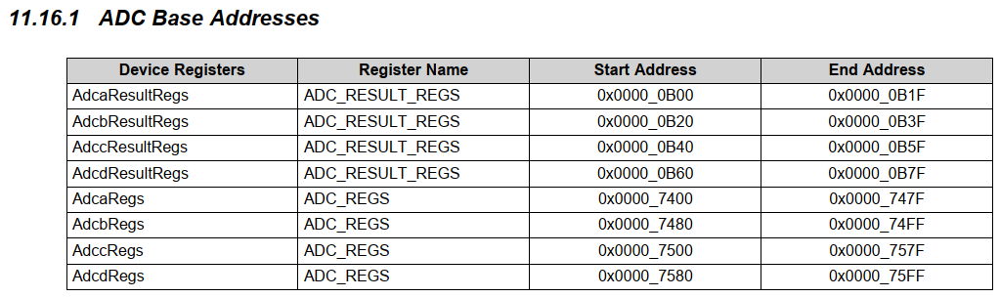 11.16.1 ADC Base Addresses
Device Registers Register Name Start Address End Address
AdcaResultRegs ADC_RESULT_REGS 0x0000_0B00 0x0000_0B1F
AdcbResultRegs ADC_RESULT_REGS 0x0000_0B20 0x0000_0B3F
AdccResultRegs ADC_RESULT_REGS 0x0000_0B40 0x0000_0B5F
AdcdResultRegs ADC_RESULT_REGS 0x0000_0B60 0x0000_0B7F
AdcaRegs ADC_REGS 0x0000_7400 0x0000_747F
AdcbRegs ADC_REGS 0x0000_7480 0x0000_74FF
AdccRegs ADC_REGS 0x0000_7500 0x0000_757F
AdcdRegs ADC_REGS 0x0000_7580 0x0000_75FF